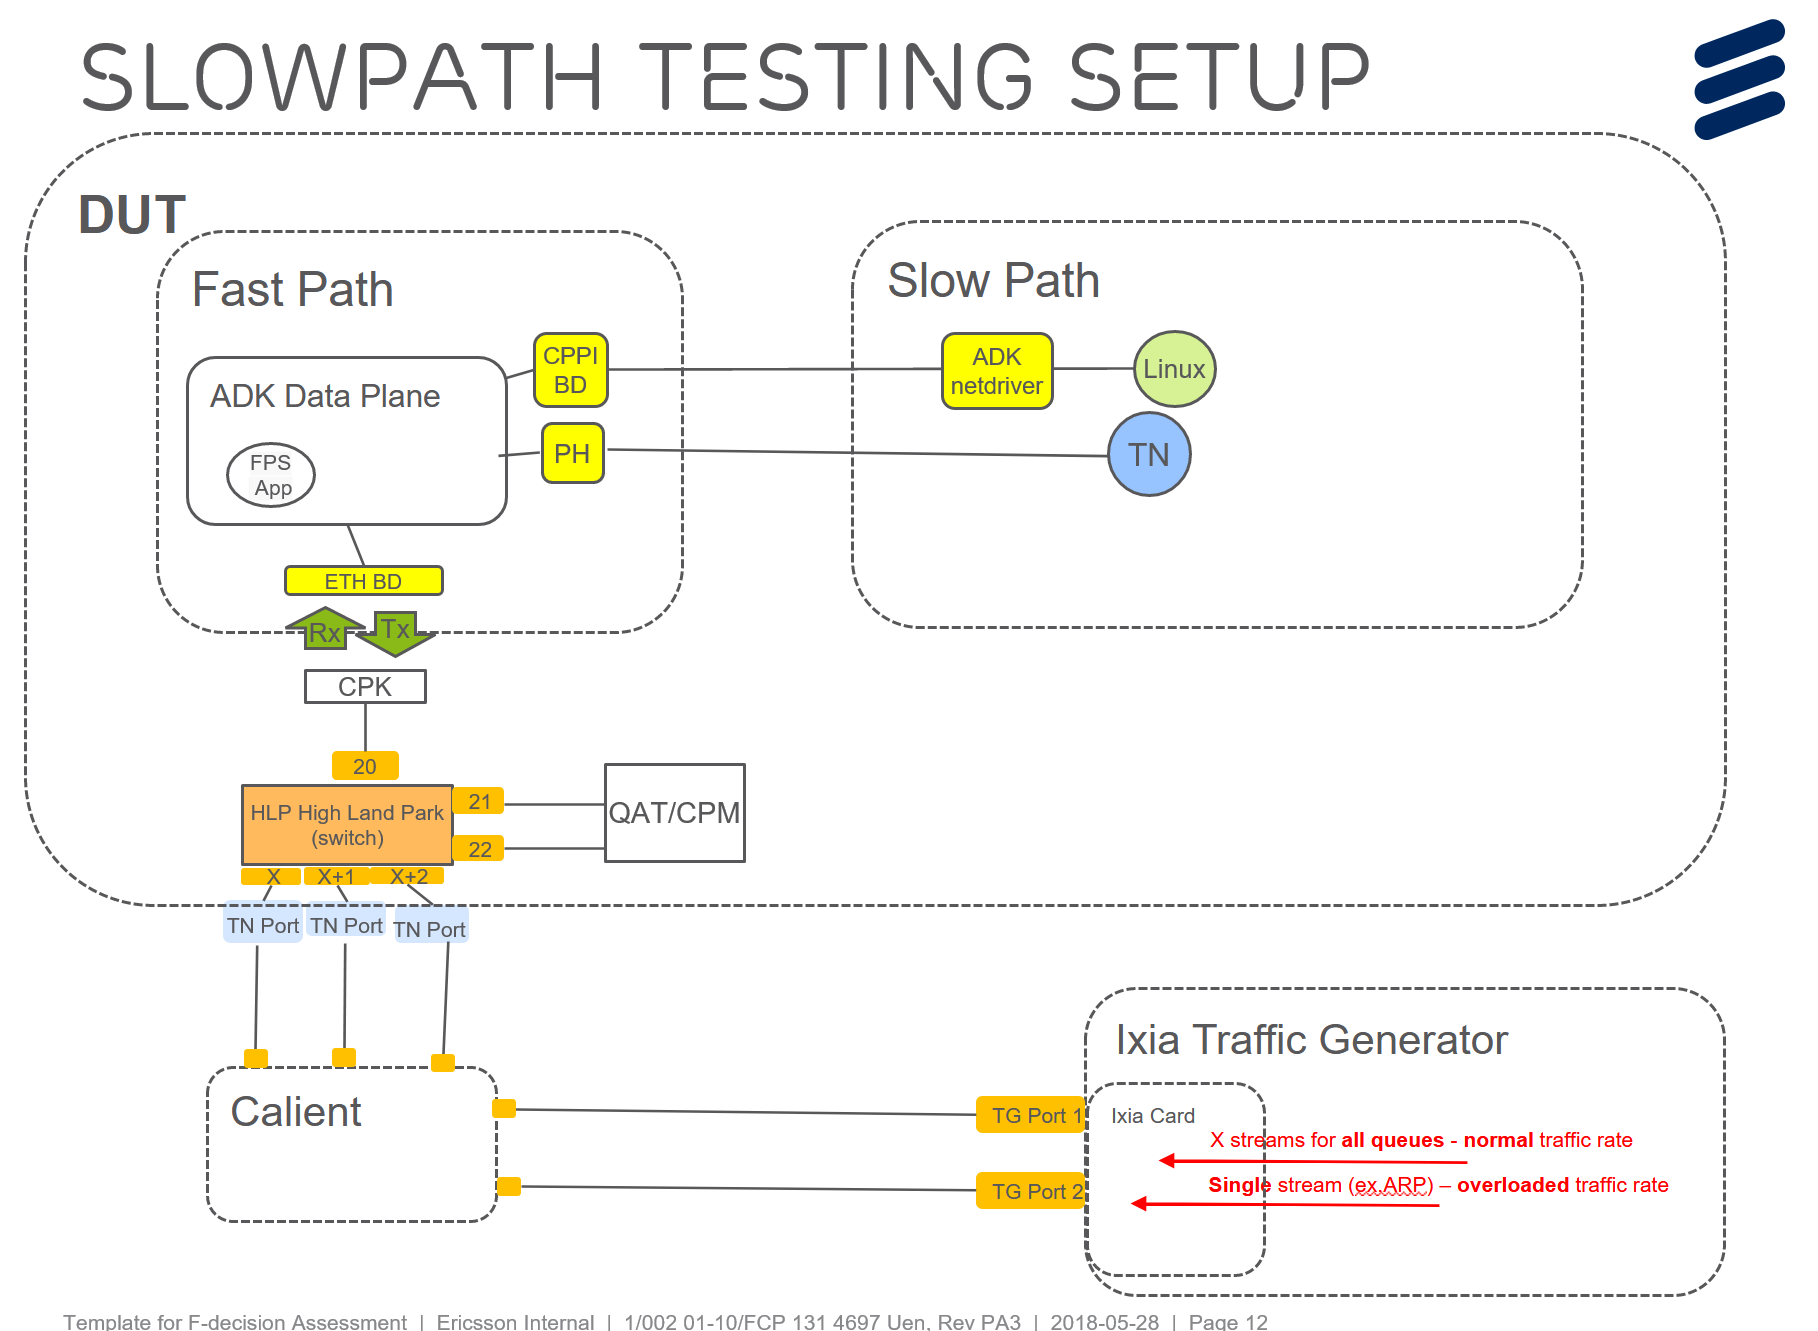 SLOWPATH TESTING SETUP
DUT
Fast Path
Slow Path
CPPI
BD
ADK
netdriver
Linux
ADK Data Plane
PH
TN
FPS
App
ETH BD
Rx
Tx
CPK
20
HLP High Land Park
(switch)
21
22
QAT/CPM
X
X+1
X+2
TN Port
TN Port
TN Port
Calient
Ixia Traffic Generator
TG Port 1
Ixia Card
X streams for all queues - normal traffic rate
TG Port 2
Single stream (ex.ARP) – overloaded traffic rate
Template for F-decision Assessment | Ericsson Internal | 1/002 01-10/FCP 131 4697 Uen, Rev PA3 | 2018-05-28 | Page 12